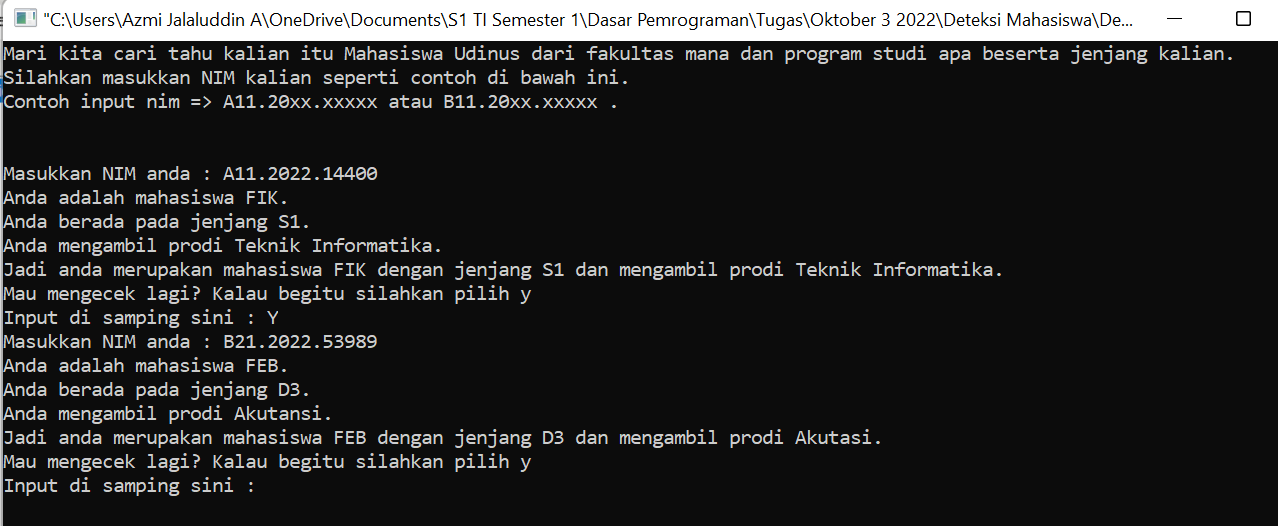 "C:\Users\Azmi Jalaluddin A\OneDrive\Documents\S1 TI Semester 1\Dasar Pemrograman\Tugas\Oktober 3 2022\Deteksi Mahasiswa\De...
Mari kita cari tahu kalian itu Mahasiswa Udinus dari fakultas mana dan program studi apa beserta jenjang kalian.
Silahkan masukkan NIM kalian seperti contoh di bawah ini.
Contoh input nim => A11.20xx.xxxxx atau B11.20xx.xxxxx .
Masukkan NIM anda : A11.2022.14400
Anda adalah mahasiswa FIK.
Anda berada pada jenjang S1.
Anda mengambil prodi Teknik Informatika.
Jadi anda merupakan mahasiswa FIK dengan jenjang S1 dan mengambil prodi Teknik Informatika.
Mau mengecek lagi? Kalau begitu silahkan pilih y
Input di samping sini : Y
Masukkan NIM anda : B21.2022.53989
Anda adalah mahasiswa FEB.
Anda berada pada jenjang D3.
Anda mengambil prodi Akutansi.
Jadi anda merupakan mahasiswa FEB dengan jenjang D3 dan mengambil prodi Akutasi.
Mau mengecek lagi? Kalau begitu silahkan pilih y
Input di samping sini :